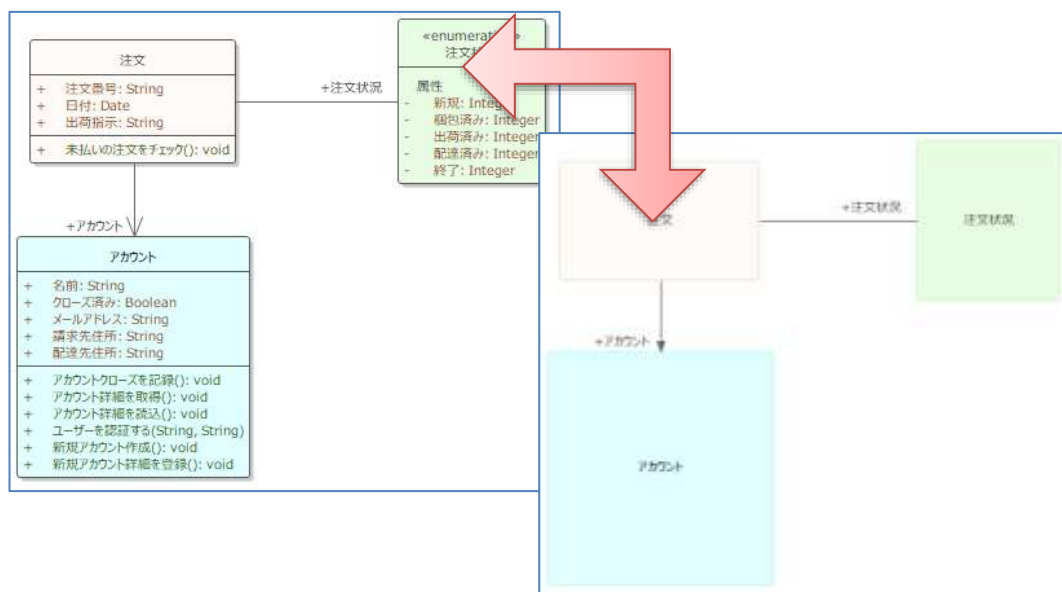 注文
+ 注文番号: String
+ 日付: Date
+ 出荷指示: String
+ 未払いの注文をチェック(): void
+注文状況
«enumerati
»
注文状
属性
- 新規: Integ
- 梱包済み: Integer
- 出荷済み: Integer
- 配達済み: Integer
- 終了: Integer
+アカウント
アカウント
+ 名前: String
+ クローズ済み: Boolean
+ メールアドレス: String
+ 請求先住所: String
+ 配達先住所: String
+ アカウントクローズを記録(): void
+ アカウント詳細を取得(): void
+ アカウント詳細を読込(): void
+ ユーザーを認証する(String, String)
+ 新規アカウント作成(): void
+ 新規アカウント詳細を登録(): void
+注文状況
注文状況
+アカウント
アカウント